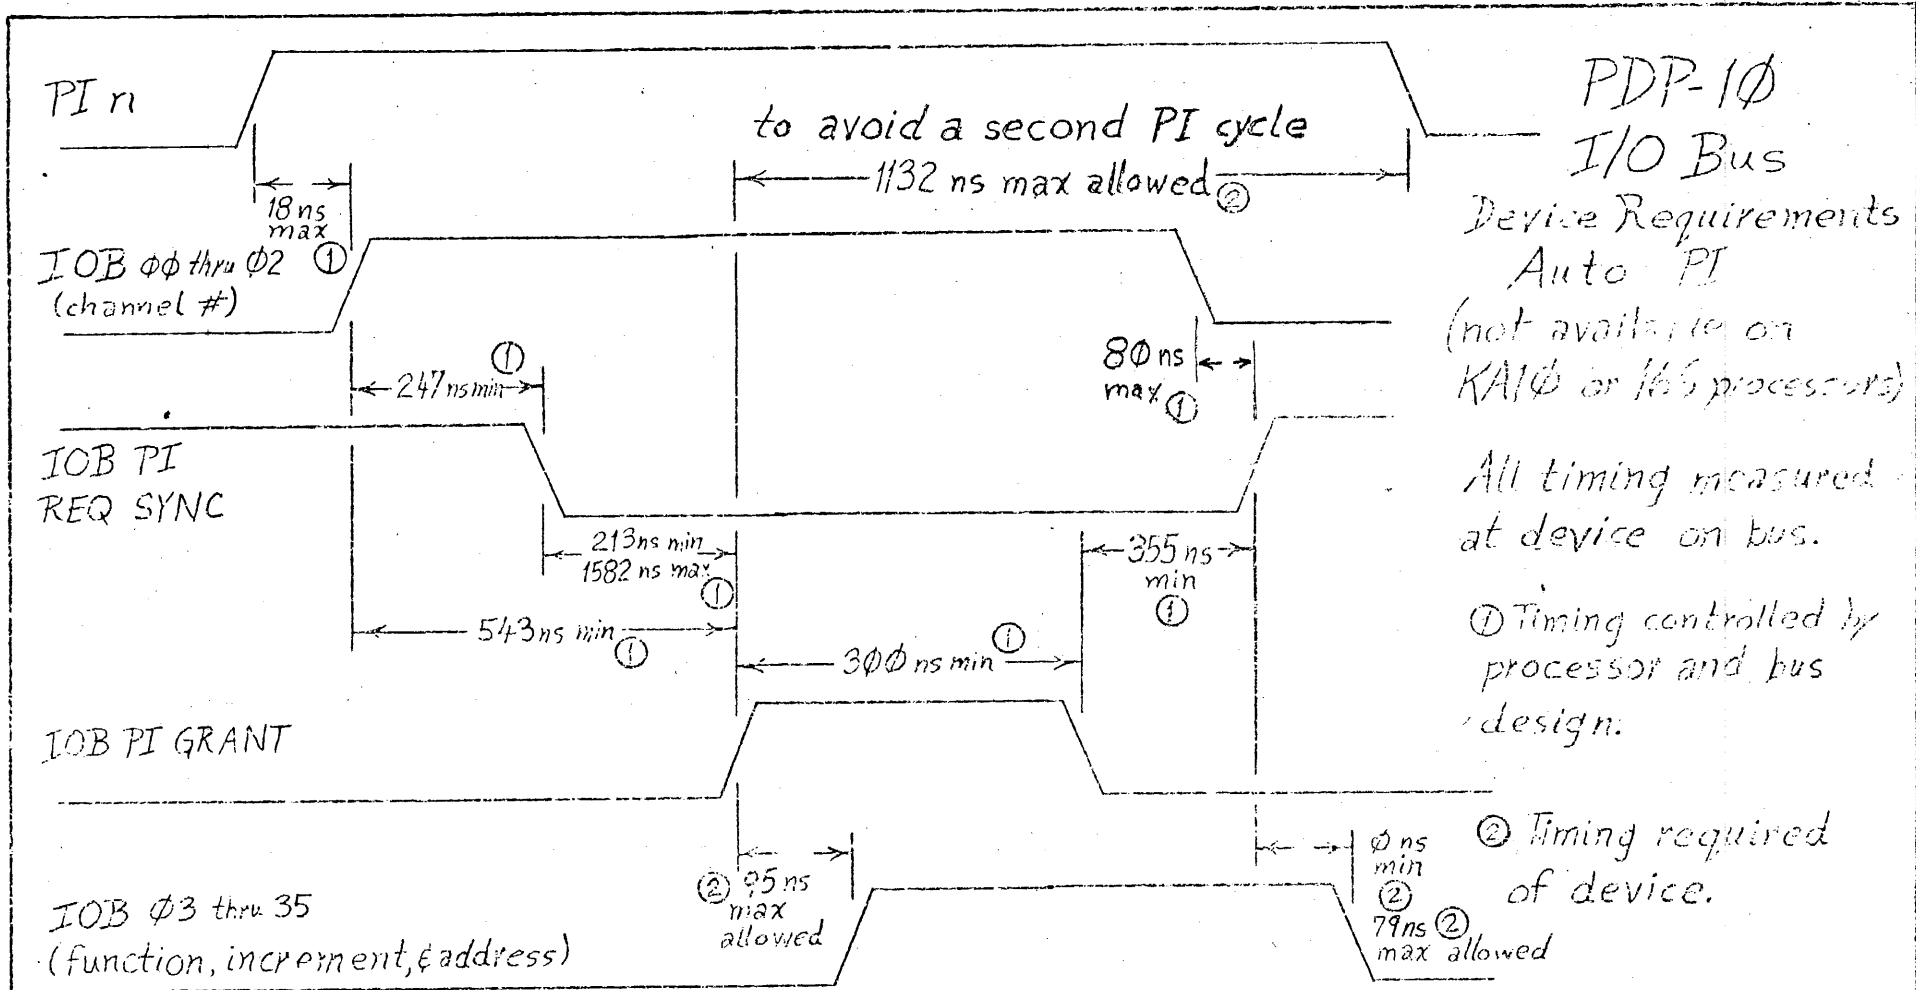 PI n
to avoid a second PI cycle
1132 ns max allowed ②
18 ns
max
①
IOB ØØ thru Ø2
(channel #)
247 ns min ①
8Ø ns
max ①
IOB PI
REQ SYNC
213 ns min
1582 ns max ①
355 ns
min
①
543 ns min ①
3ØØ ns min ①
IOB PI GRANT
② 95 ns
max
allowed
Ø ns
min
②
79 ns ②
max allowed
IOB Ø3 thru 35
(function, increment, & address)
PDP-1Ø
I/O Bus
Device Requirements
Auto PI
(not available on
KA1Ø or 166 processors)
All timing measured
at device on bus.
① Timing controlled by
processor and bus
design.
② Timing required
of device.